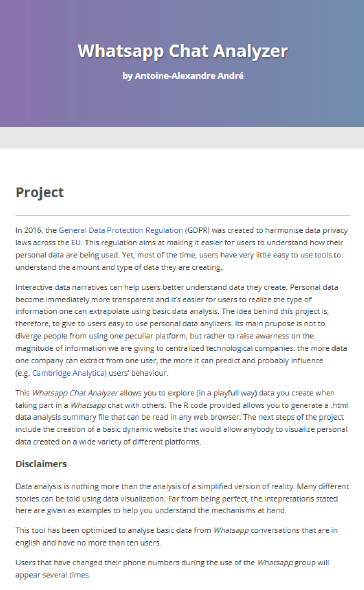 Whatsapp Chat Analyzer
by Antoine-Alexandre André
Project
In 2016, the General Data Protection Regulation (GDPR) was created to harmonise data privacy
laws across the EU. This regulation aims at making it easier for users to understand how their
personal data are being used. Yet, most of the time, users have very little easy to use tools to
understand the amount and type of data they are creating.
Interactive data narratives can help users better understand data they create. Personal data
become immediately more transparent and it's easier for users to realize the type of
information one can extrapolate using basic data analysis. The idea behind this project is,
therefore, to give to users easy to use personal data anylizers. Its main prupose is not to
diverge people from using one peculiar platform, but rather to raise awarness on the
magnitude of information we are giving to centralized technological companies: the more data
one company can extract from one user, the more it can predict and probably influence
(e.g. Cambridge Analytica) users' behaviour.
This Whatsapp Chat Analyzer allows you to explore (in a playfull way) data you create when
taking part in a Whatsapp chat with others. The R code provided allows you to generate a .html
data analysis summary file that can be read in any web browser. The next steps of the project
include the creation of a basic dynamic website that would allow anybody to visualize personal
data created on a wide variety of different platforms.
Disclaimers
Data analysis is nothing more than the analysis of a simplified version of reality. Many different
stories can be told using data visualization. Far from being perfect, the intepretations stated
here are given as examples to help you understand the mechanisms at hand.
This tool has been optimized to analyse basic data from Whatsapp conversations that are in
english and have no more than ten users.
Users that have changed their phone numbers during the use of the Whatsapp group will
appear several times.